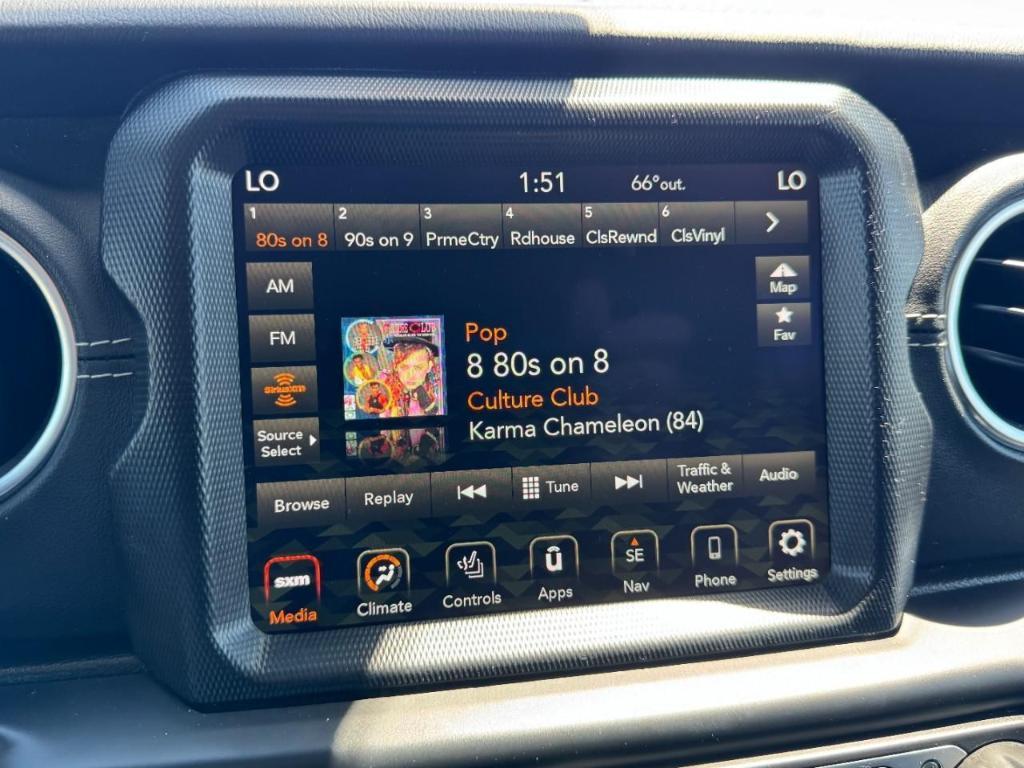 LO 1:51 66°out. LO
1 2 3 4 5 6
80s on 8 90s on 9 PrmeCtry Rdhouse ClsRewnd ClsVinyl
AM
Map
FM
Fav
Pop
8 80s on 8
siriusxm
Culture Club
Karma Chameleon (84)
Source
Select
Browse Replay Tune Traffic &
Weather
Audio
sxm SE
Media Climate Controls Apps Nav Phone Settings